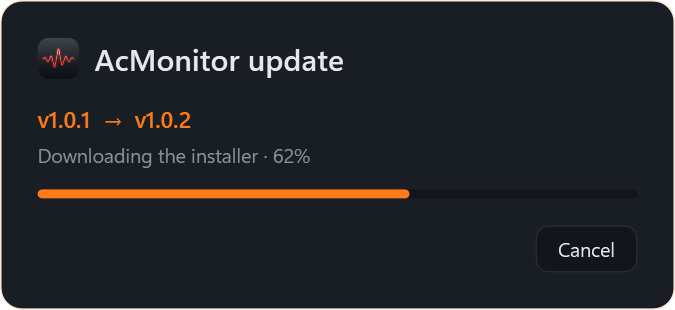 AcMonitor update
v1.0.1 → v1.0.2
Downloading the installer · 62%
Cancel